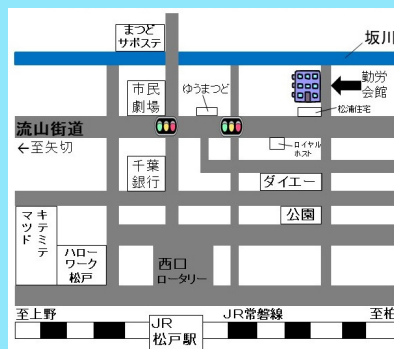 まつど
サポステ
坂川
市民
劇場
ゆうまつど
勤労
会館
松浦住宅
流山街道
←至矢切
ロイヤル
ホスト
千葉
銀行
ダイエー
公園
キテミテ
マツド
ハロー
ワーク
松戸
西口
ロータリー
至上野
JR常磐線
至柏
JR
松戸駅